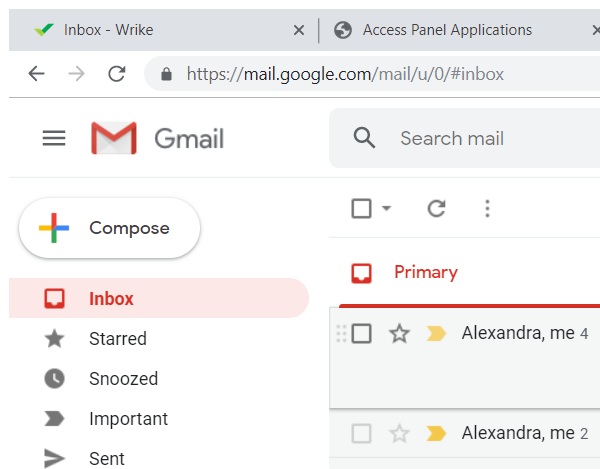 Inbox - Wrike
Access Panel Applications
https://mail.google.com/mail/u/0/#inbox
Gmail
Search mail
Compose
Primary
Inbox
Starred
Alexandra, me 4
Snoozed
Important
Alexandra, me 2
Sent